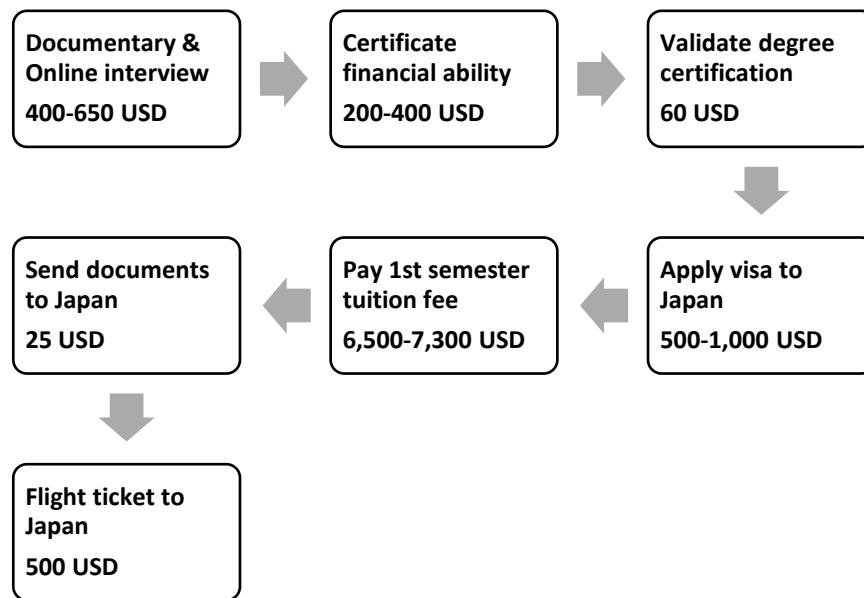 Documentary &
Online interview
400-650 USD
Certificate
financial ability
200-400 USD
Validate degree
certification
60 USD
Apply visa to
Japan
500-1,000 USD
Pay 1st semester
tuition fee
6,500-7,300 USD
Send documents
to Japan
25 USD
Flight ticket to
Japan
500 USD